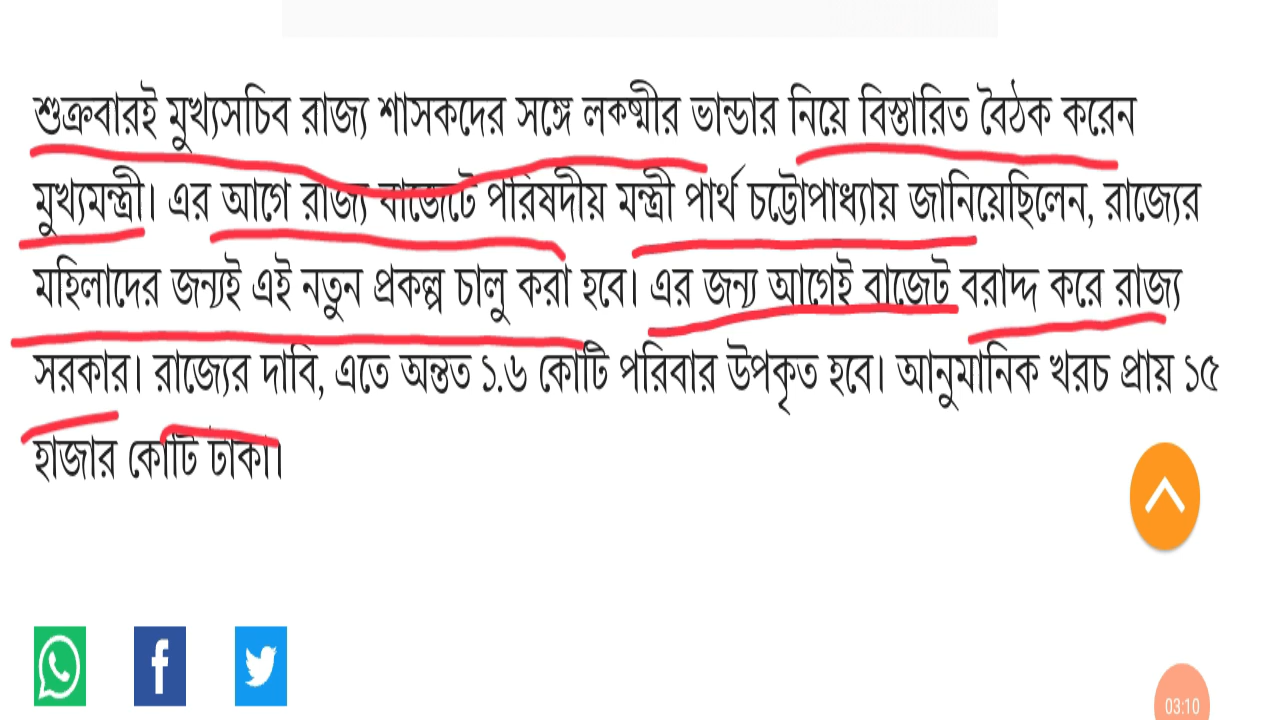 শুক্রবারই মুখ্যসচিব রাজ্য শাসকদের সঙ্গে লক্ষ্মীর ভান্ডার নিয়ে বিস্তারিত বৈঠক করেন
মুখ্যমন্ত্রী। এর আগে রাজ্য বাজেটে পরিষদীয় মন্ত্রী পার্থ চট্টোপাধ্যায় জানিয়েছিলেন, রাজ্যের
মহিলাদের জন্যই এই নতুন প্রকল্প চালু করা হবে। এর জন্য আগেই বাজেট বরাদ্দ করে রাজ্য
সরকার। রাজ্যের দাবি, এতে অন্তত ১.৬ কোটি পরিবার উপকৃত হবে। আনুমানিক খরচ প্রায় ১৫
হাজার কোটি টাকা।
03:10